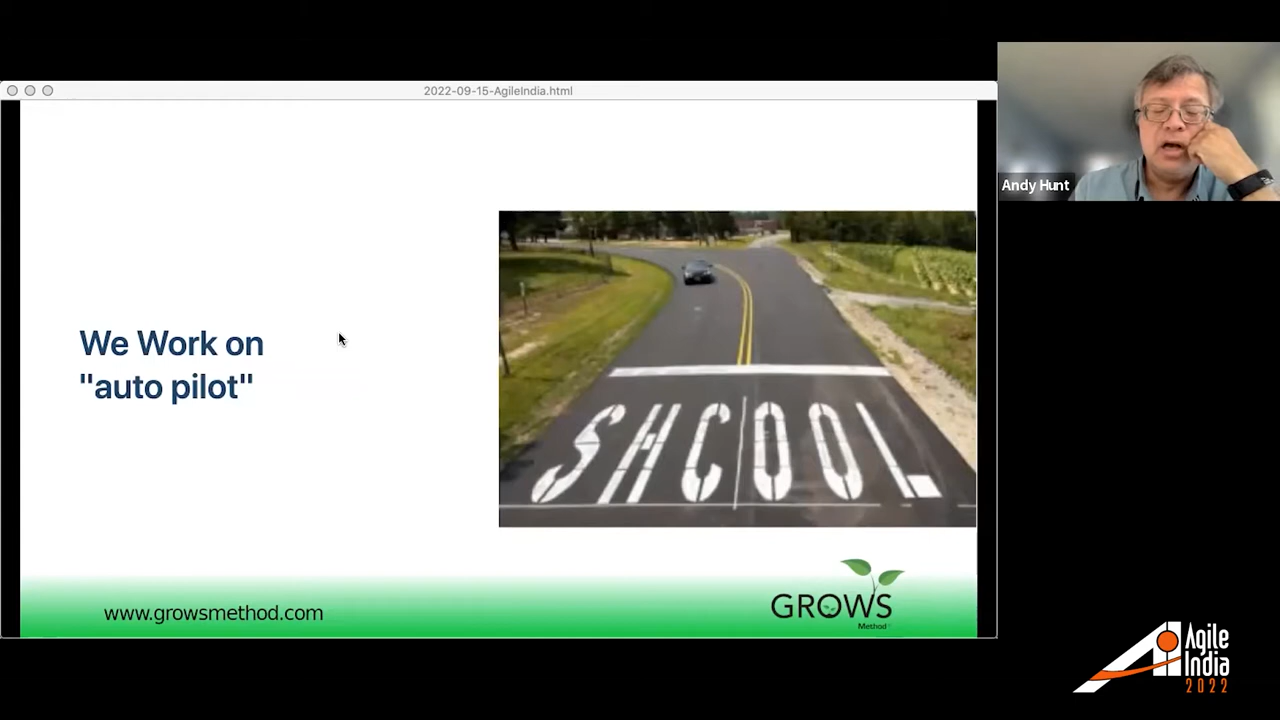 2022-09-15-AgileIndia.html
We Work on
"auto pilot"
SHCOOL
www.growsmethod.com
GROWS
Method
Andy Hunt
Agile
India
2022